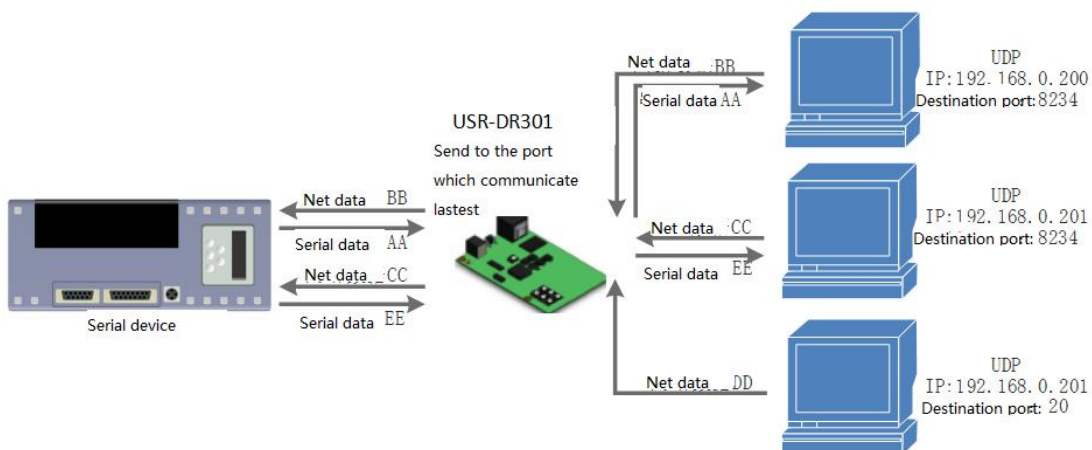 Net data BB
Serial data AA
UDP
IP:192.168.0.200
Destination port:8234
USR-DR301
Send to the port
which communicate
lastest
Net data BB
Serial data AA
Net data :CC
Serial data EE
Serial device
Net data :CC
Serial data EE
UDP
IP:192.168.0.201
Destination port:8234
Net data DD
UDP
IP:192.168.0.201
Destination port: 20